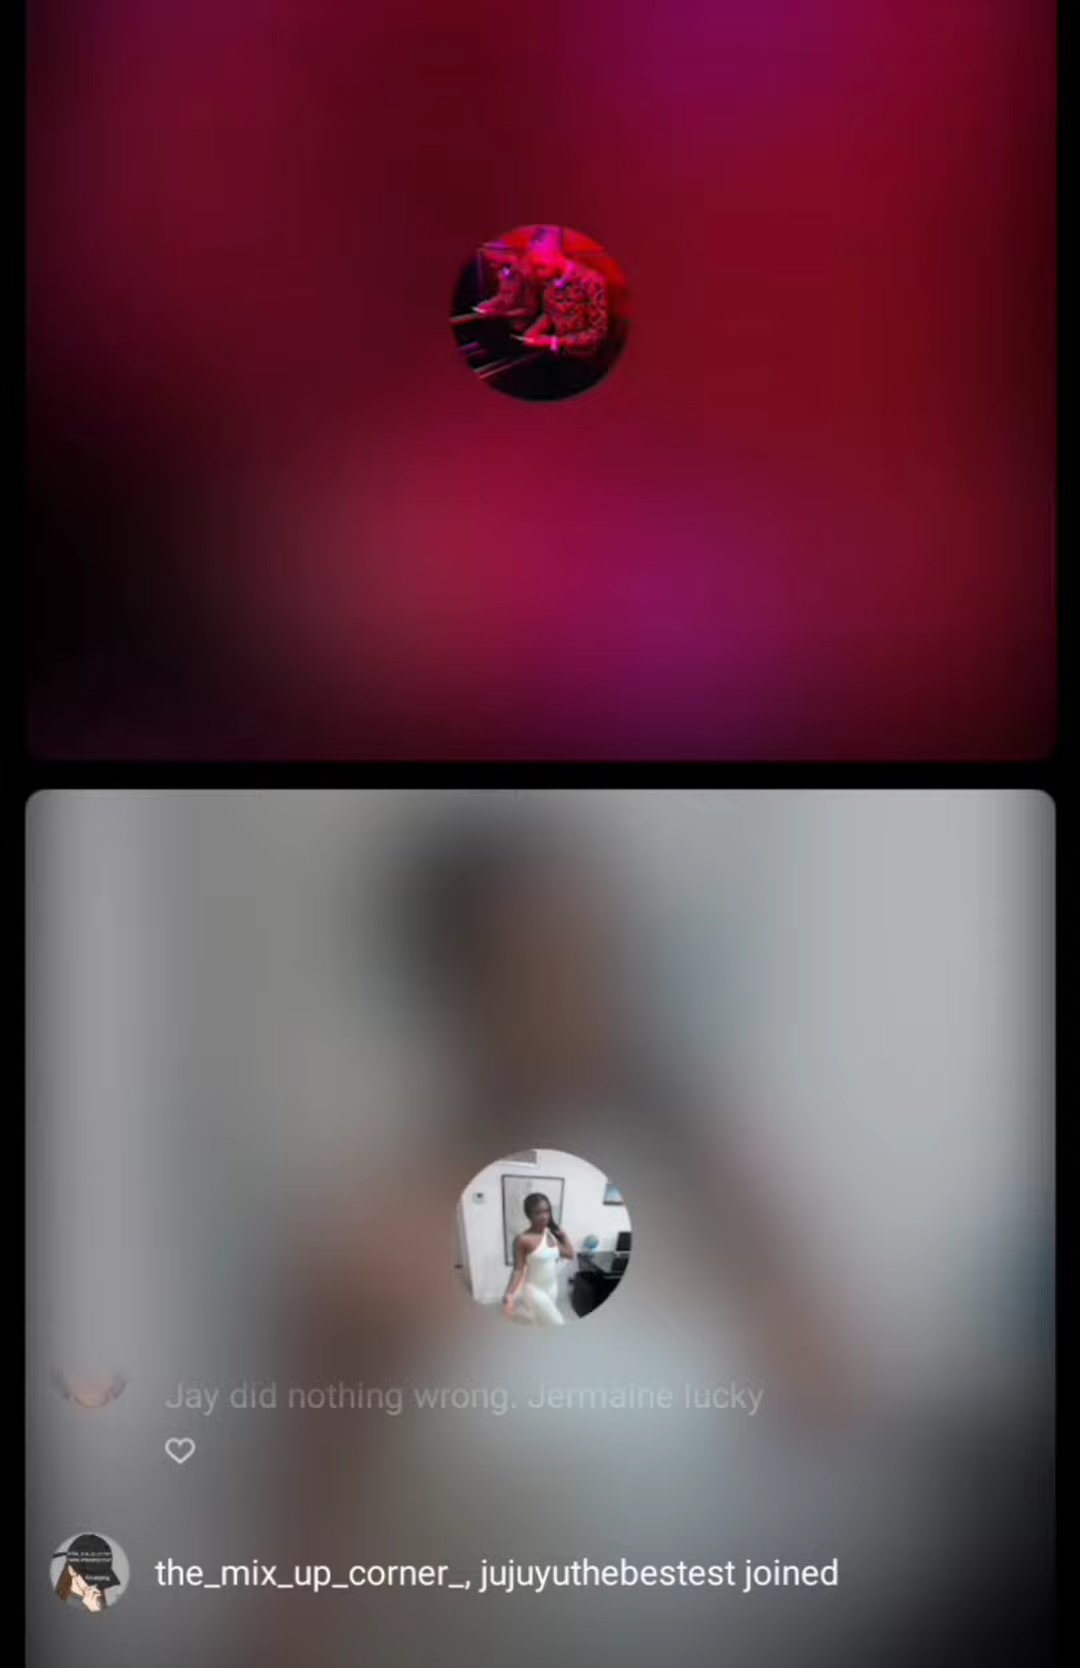 Jay did nothing wrong. Jermaine lucky
the_mix_up_corner_, jujuyuthebestest joined